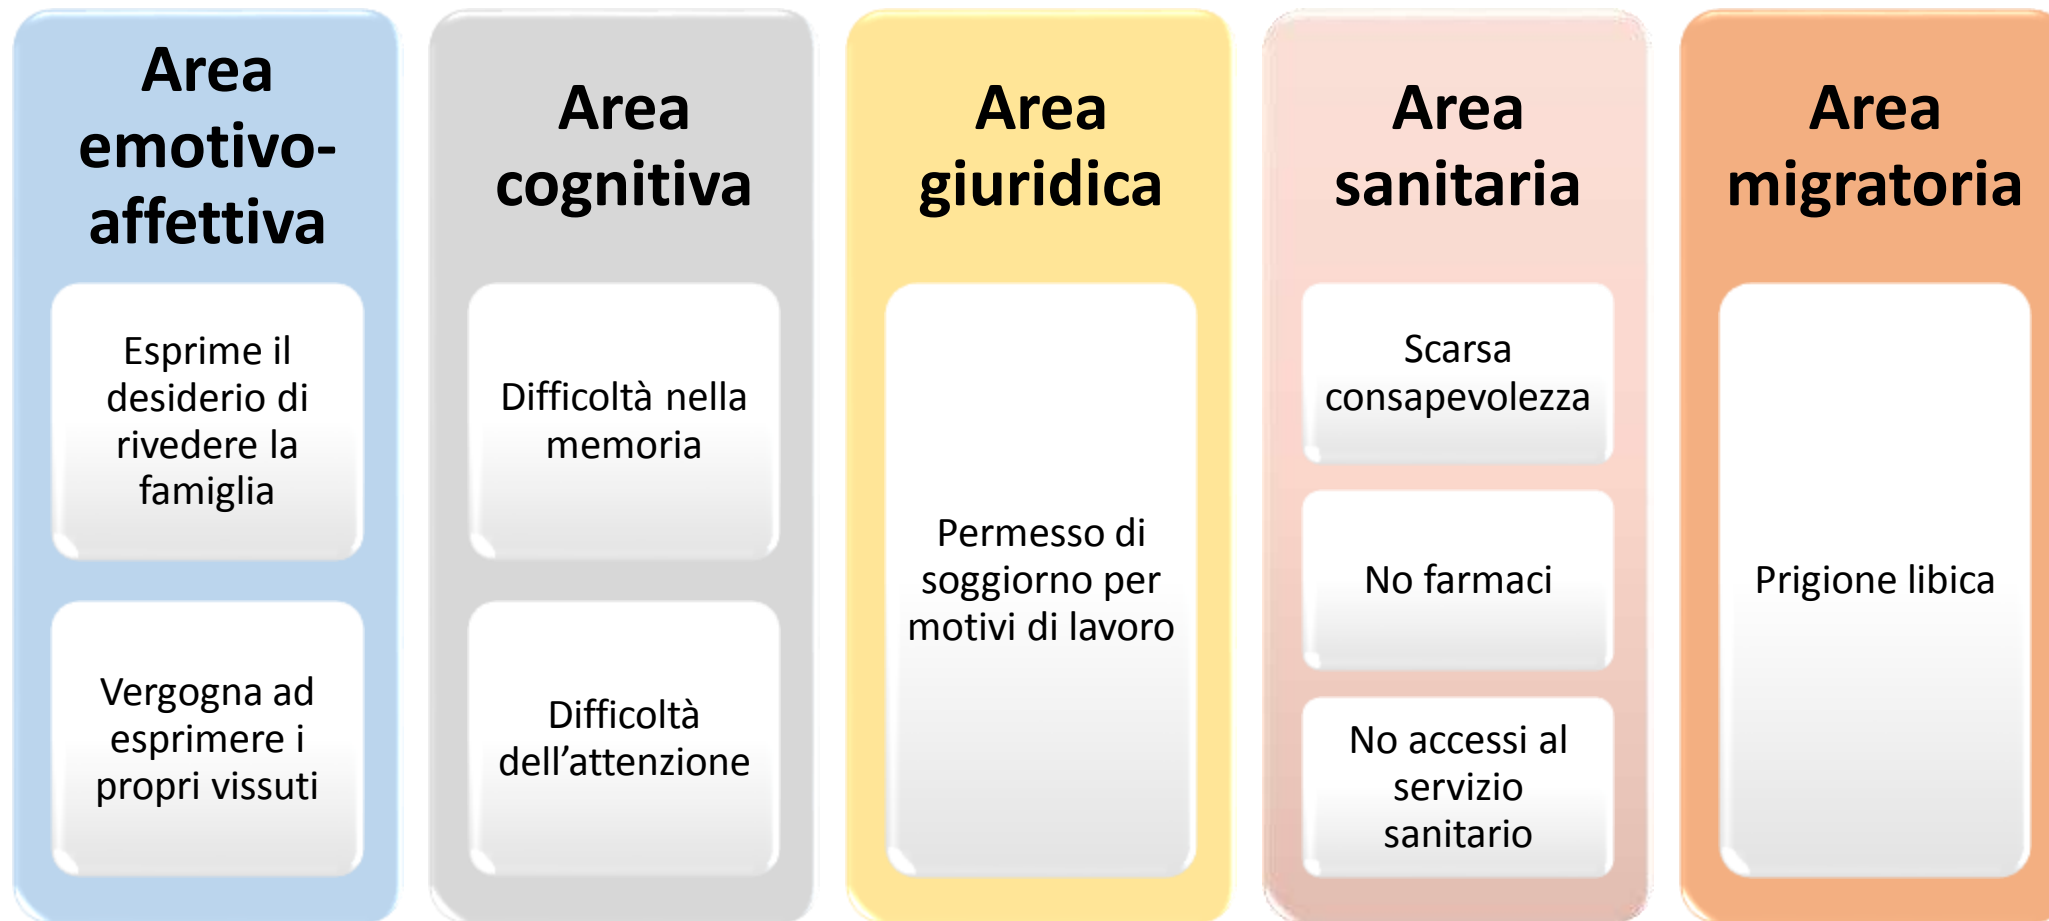 Area
emotivo-
affettiva
Esprime il
desiderio di
rivedere la
famiglia
Vergogna ad
esprimere i
propri vissuti
Area
cognitiva
Difficoltà nella
memoria
Difficoltà
dell’attenzione
Area
giuridica
Permesso di
soggiorno per
motivi di lavoro
Area
sanitaria
Scarsa
consapevolezza
No farmaci
No accessi al
servizio
sanitario
Area
migratoria
Prigione libica